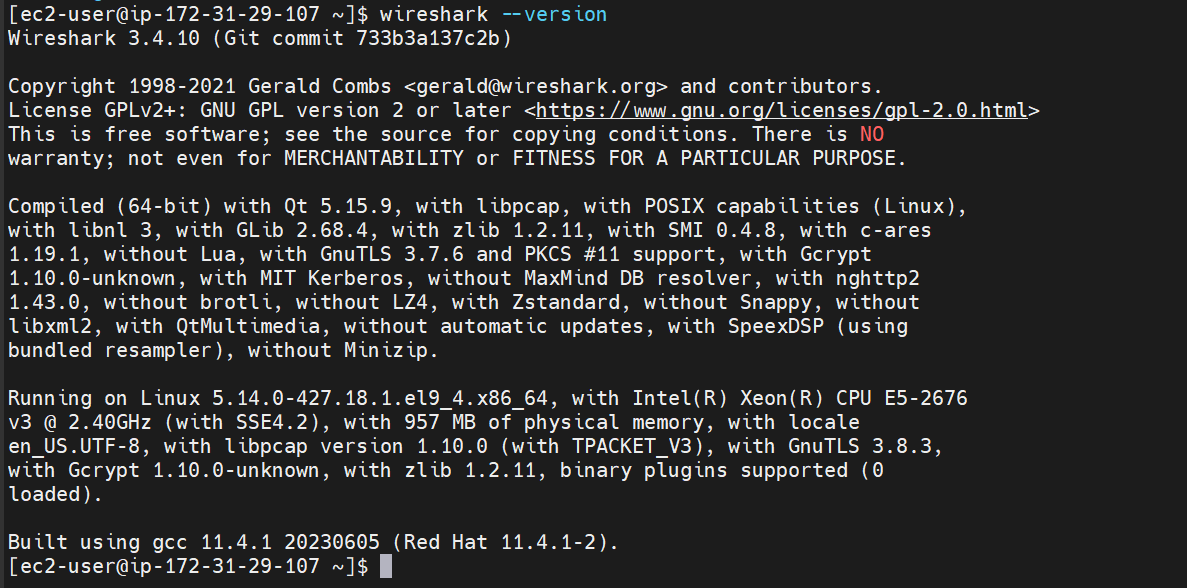 [ec2-user@ip-172-31-29-107 ~]$ wireshark --version
Wireshark 3.4.10 (Git commit 733b3a137c2b)
Copyright 1998-2021 Gerald Combs <gerald@wireshark.org> and contributors.
License GPLv2+: GNU GPL version 2 or later <https://www.gnu.org/licenses/gpl-2.0.html>
This is free software; see the source for copying conditions. There is NO
warranty; not even for MERCHANTABILITY or FITNESS FOR A PARTICULAR PURPOSE.
Compiled (64-bit) with Qt 5.15.9, with libpcap, with POSIX capabilities (Linux),
with libnl 3, with GLib 2.68.4, with zlib 1.2.11, with SMI 0.4.8, with c-ares
1.19.1, without Lua, with GnuTLS 3.7.6 and PKCS #11 support, with Gcrypt
1.10.0-unknown, with MIT Kerberos, without MaxMind DB resolver, with nghttp2
1.43.0, without brotli, without LZ4, with Zstandard, without Snappy, without
libxml2, with QtMultimedia, without automatic updates, with SpeexDSP (using
bundled resampler), without Minizip.
Running on Linux 5.14.0-427.18.1.el9_4.x86_64, with Intel(R) Xeon(R) CPU E5-2676
v3 @ 2.40GHz (with SSE4.2), with 957 MB of physical memory, with locale
en_US.UTF-8, with libpcap version 1.10.0 (with TPACKET_V3), with GnuTLS 3.8.3,
with Gcrypt 1.10.0-unknown, with zlib 1.2.11, binary plugins supported (0
loaded).
Built using gcc 11.4.1 20230605 (Red Hat 11.4.1-2).
[ec2-user@ip-172-31-29-107 ~]$